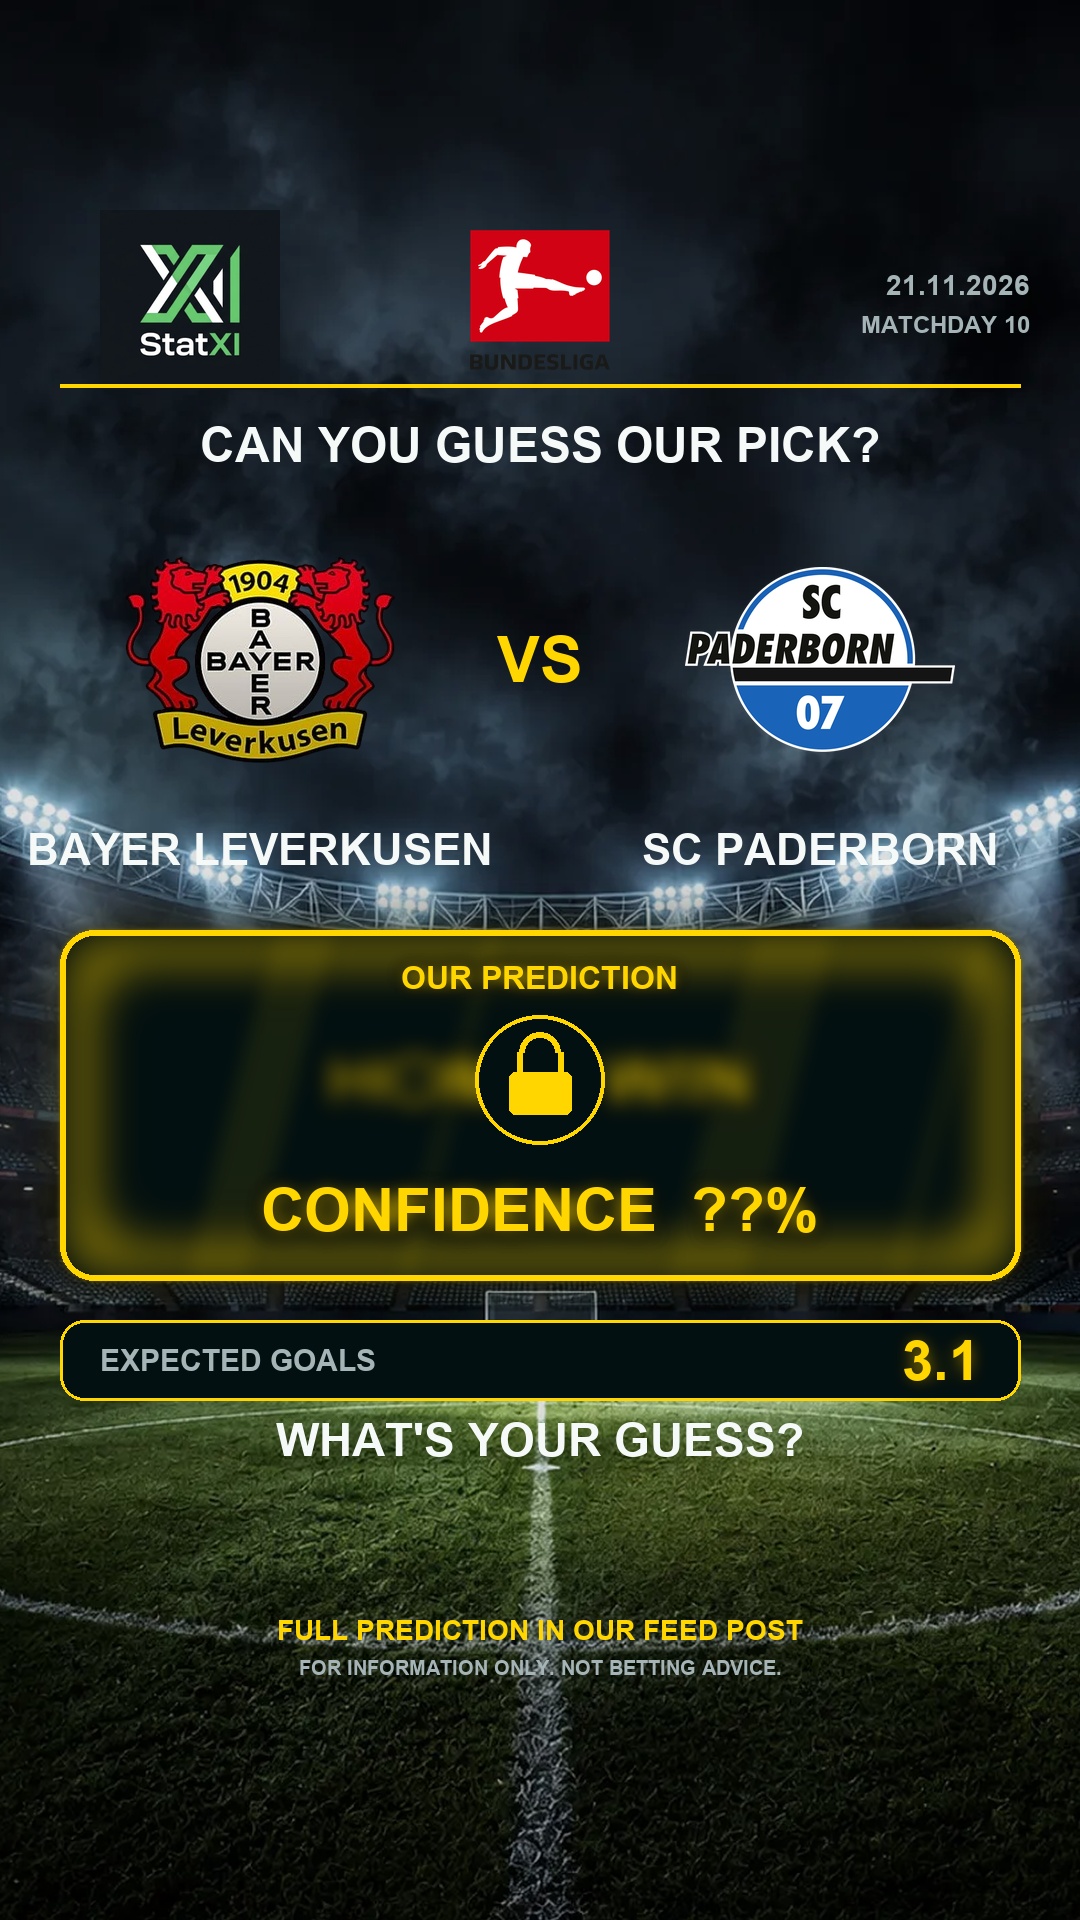 StatXI
BUNDESLIGA
21.11.2026
MATCHDAY 10
CAN YOU GUESS OUR PICK?
1904
BAYER
BAYER
Leverkusen
VS
SC
PADERBORN
07
BAYER LEVERKUSEN
SC PADERBORN
OUR PREDICTION
CONFIDENCE ??%
EXPECTED GOALS
3.1
WHAT'S YOUR GUESS?
FULL PREDICTION IN OUR FEED POST
FOR INFORMATION ONLY. NOT BETTING ADVICE.